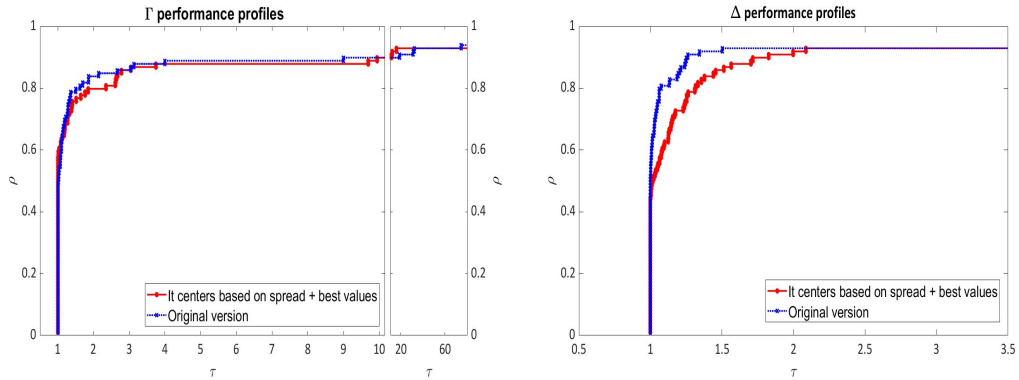 Γ performance profiles
1
0.8
0.6
0.4
0.2
0
ρ
1 2 3 4 5 6 7 8 9 10
τ
It centers based on spread + best values
Original version
1
0.8
0.6
0.4
0.2
0
ρ
20 60
τ
Δ performance profiles
1
0.8
0.6
0.4
0.2
0
ρ
0.5 1 1.5 2 2.5 3 3.5
τ
It centers based on spread + best values
Original version